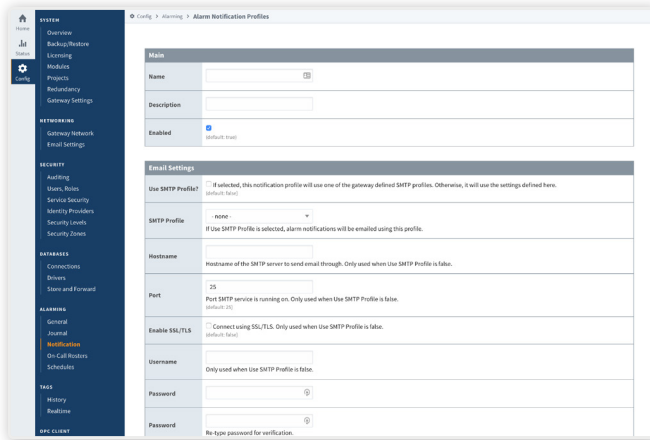 Home
Status
Config
SYSTEM
Overview
Backup/Restore
Licensing
Modules
Projects
Redundancy
Gateway Settings
NETWORKING
Gateway Network
Email Settings
SECURITY
Auditing
Users, Roles
Service Security
Identity Providers
Security Levels
Security Zones
DATABASES
Connections
Drivers
Store and Forward
ALARMING
General
Journal
Notification
On-Call Rosters
Schedules
TAGS
History
Realtime
OPC CLIENT
Config > Alarming > Alarm Notification Profiles
Main
Name
Description
Enabled
(default: true)
Email Settings
Use SMTP Profile?
If selected, this notification profile will use one of the gateway defined SMTP profiles. Otherwise, it will use the settings defined here.
(default: false)
SMTP Profile
- none -
If Use SMTP Profile is selected, alarm notifications will be emailed using this profile.
Hostname
Hostname of the SMTP server to send email through. Only used when Use SMTP Profile is false.
Port
25
Port SMTP service is running on. Only used when Use SMTP Profile is false.
(default: 25)
Enable SSL/TLS
Connect using SSL/TLS. Only used when Use SMTP Profile is false.
(default: false)
Username
Only used when Use SMTP Profile is false.
Password
Password
Re-type password for verification.